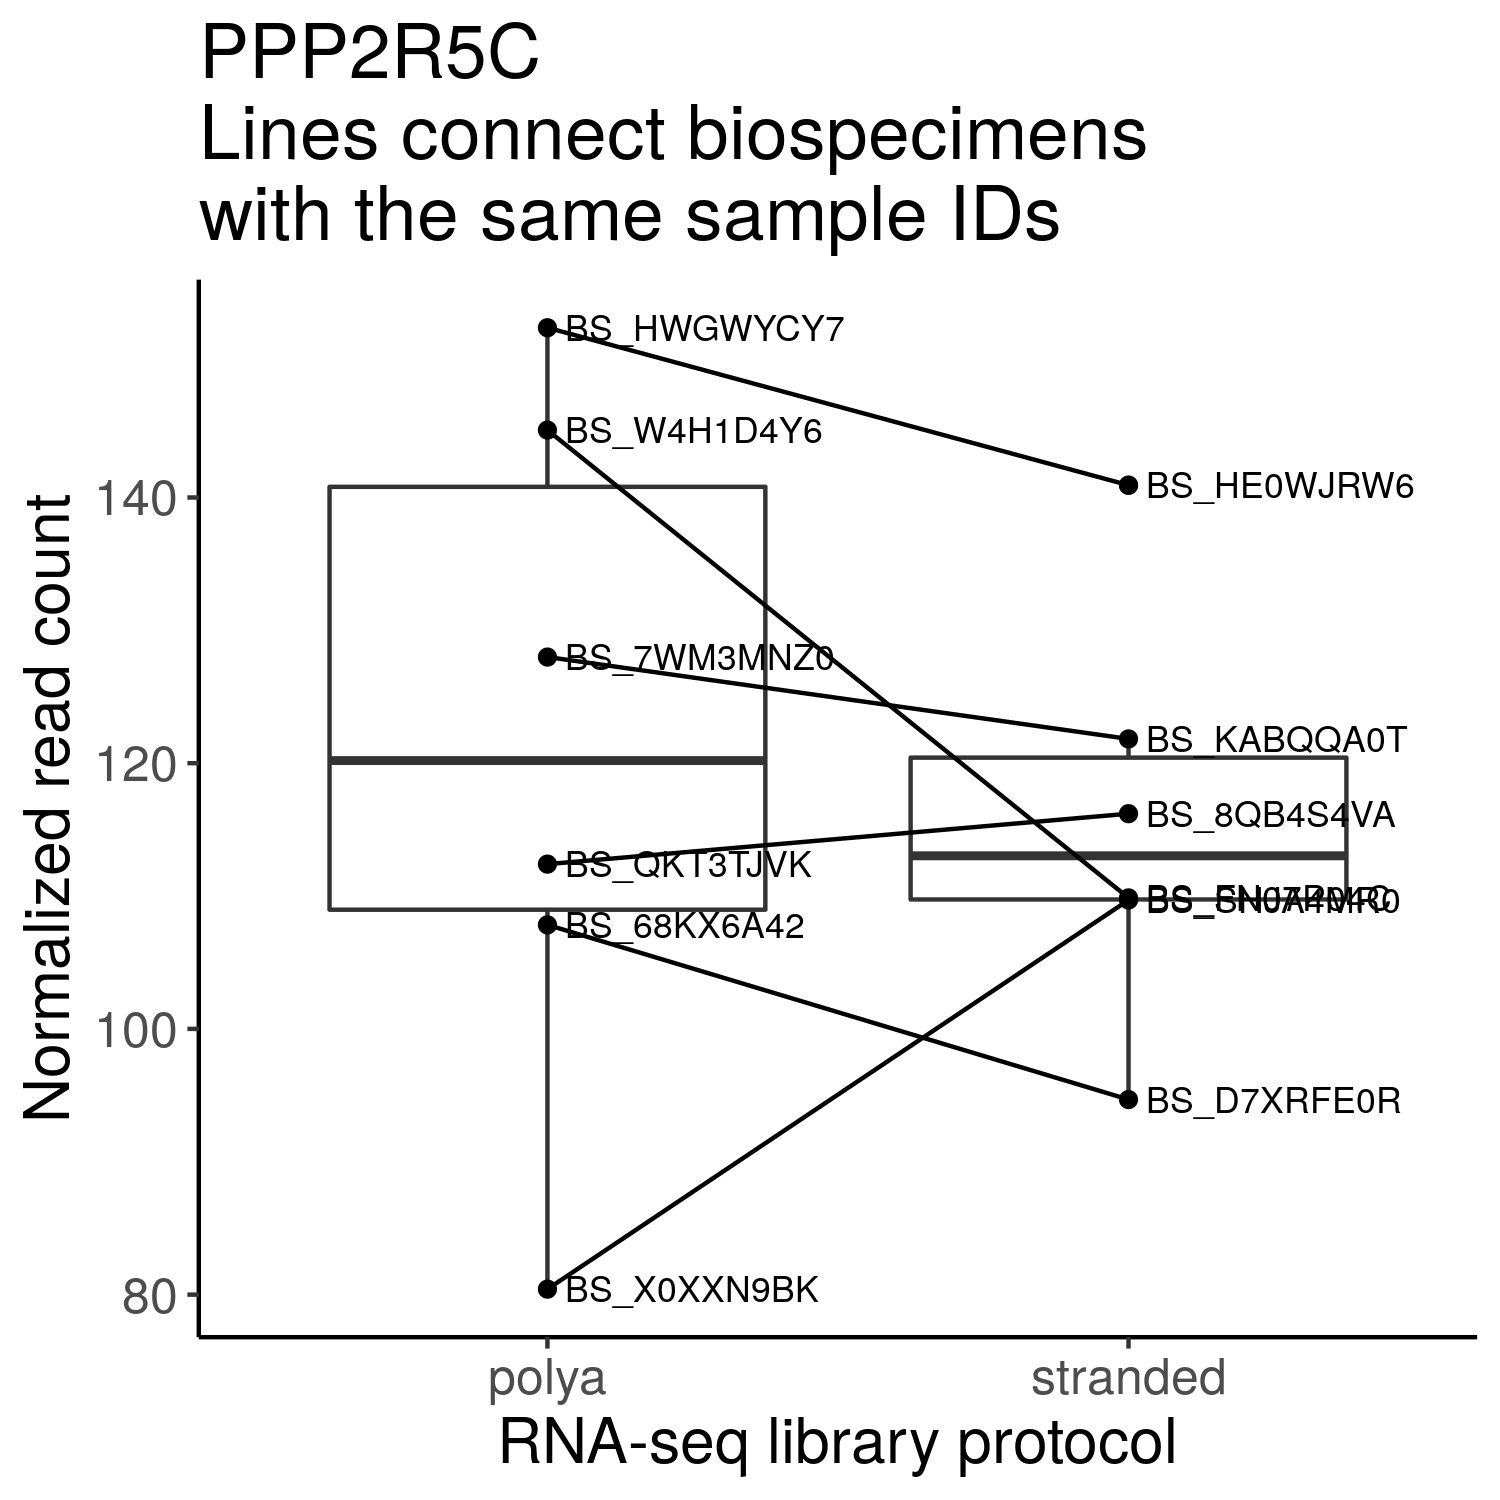 PPP2R5C
Lines connect biospecimens
with the same sample IDs
Normalized read count
140
120
100
80
BS_HWGWYCY7
BS_W4H1D4Y6
BS_HE0WJRW6
BS_7WM3MNZ0
BS_KABQQA0T
BS_8QB4S4VA
BS_QKT3TJVK
BS_68KX6A42
BS_D7XRFE0R
BS_X0XXN9BK
polya
stranded
RNA-seq library protocol